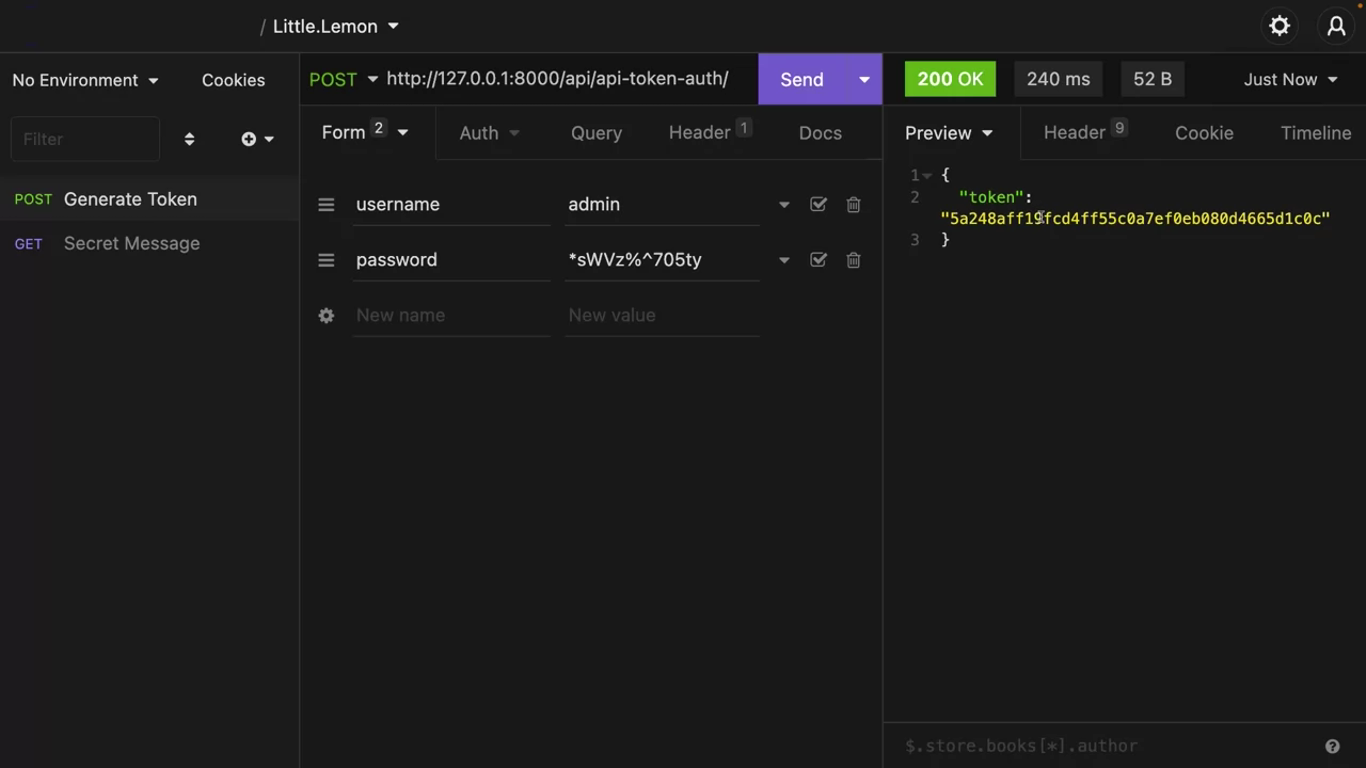 / Little.Lemon
No Environment
Cookies
POST
http://127.0.0.1:8000/api/api-token-auth/
Send
200 OK
240 ms
52 B
Just Now
Filter
Form 2
Auth
Query
Header 1
Docs
Preview
Header 9
Cookie
Timeline
POST Generate Token
GET Secret Message
username
admin
password
*sWVz%^705ty
New name
New value
1 {
2 "token":
"5a248aff19fcd4ff55c0a7ef0eb080d4665d1c0c"
3 }
$.store.books[*].author